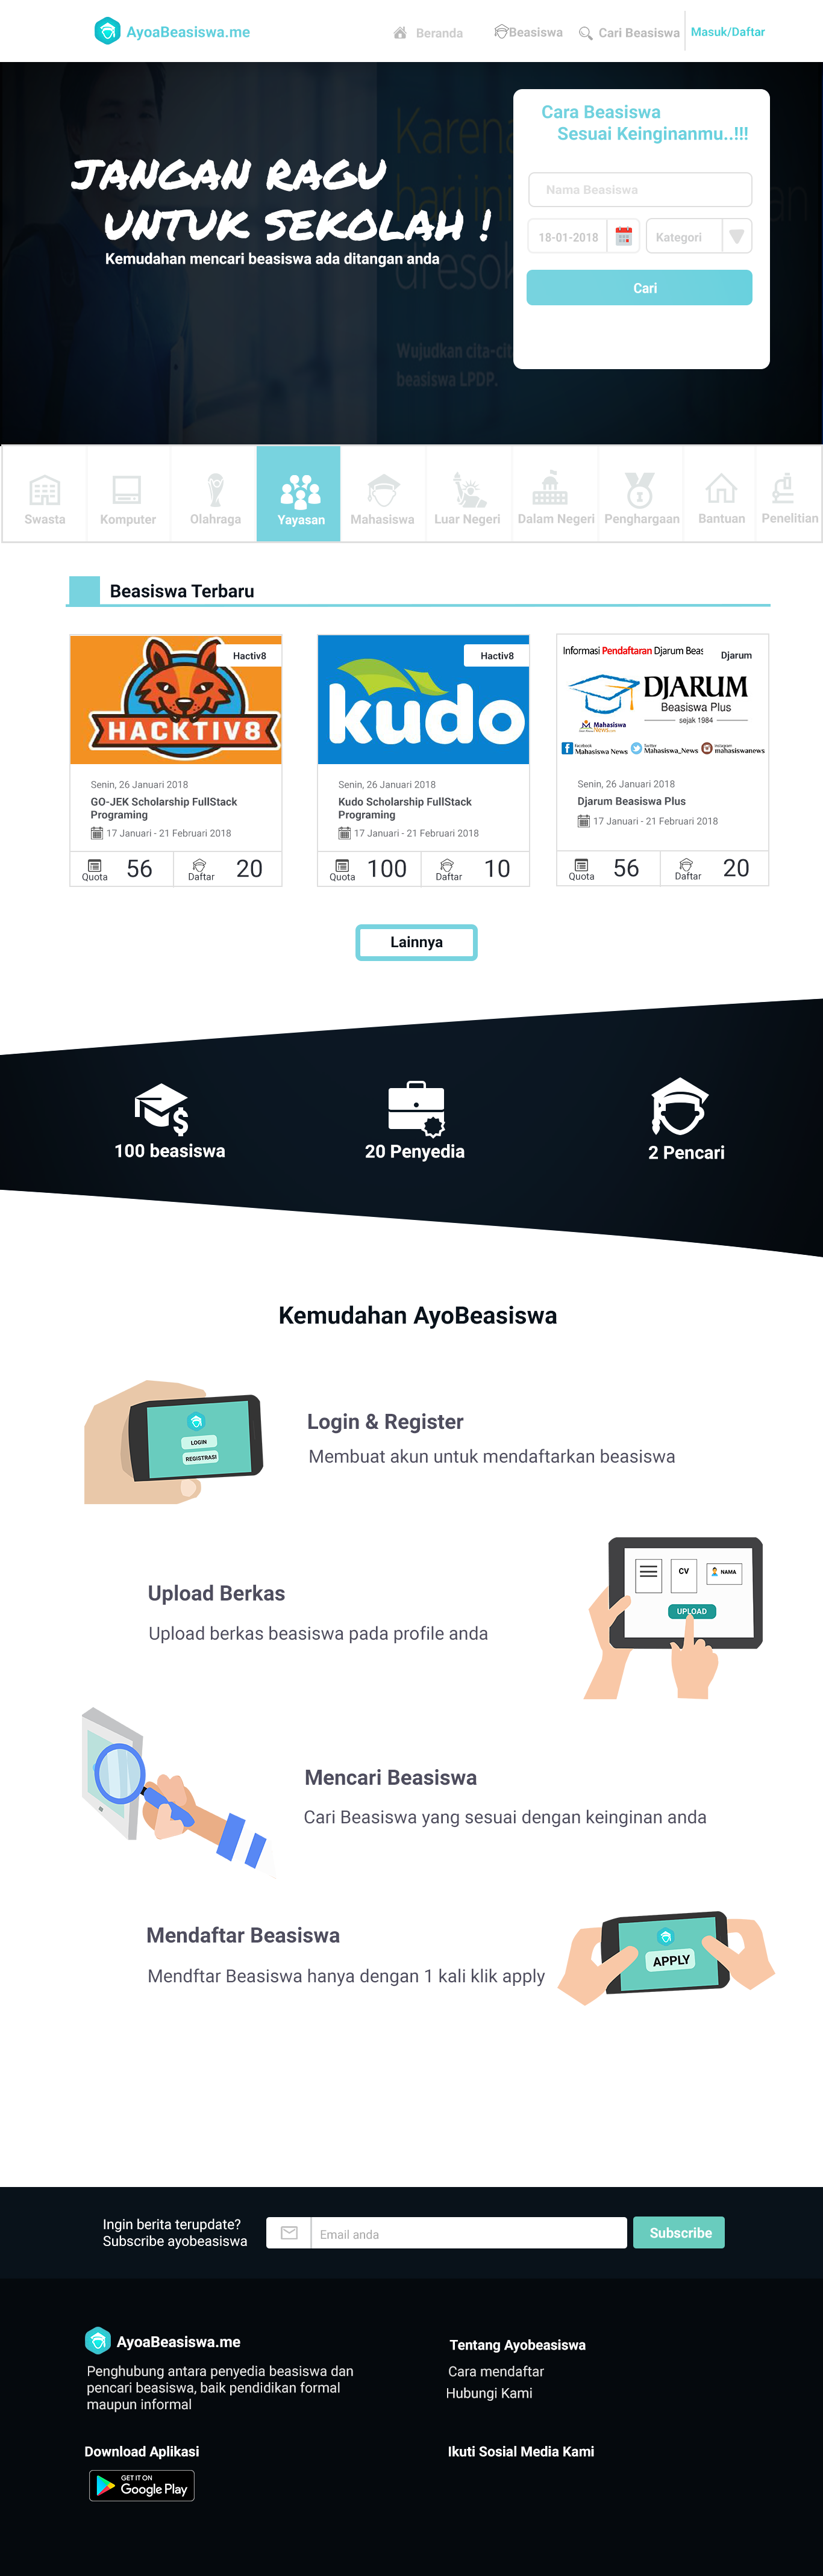 AyoaBeasiswa.me
Beranda
Beasiswa
Cari Beasiswa
Masuk/Daftar
JANGAN RAGU
UNTUK SEKOLAH !
Kemudahan mencari beasiswa ada ditangan anda
Karena
hari ini
an
Wujudkan cita-cit
beasiswa LPDP.
Cara Beasiswa
Sesuai Keinginanmu..!!!
Nama Beasiswa
18-01-2018
Kategori
Cari
Swasta
Komputer
Olahraga
Yayasan
Mahasiswa
Luar Negeri
Dalam Negeri
Penghargaan
Bantuan
Penelitian
Beasiswa Terbaru
Hactiv8
HACKTIV8
Senin, 26 Januari 2018
GO-JEK Scholarship FullStack
Programing
17 Januari - 21 Februari 2018
Quota
56
Daftar
20
Hactiv8
kudo
Senin, 26 Januari 2018
Kudo Scholarship FullStack
Programing
17 Januari - 21 Februari 2018
Quota
100
Daftar
10
Informasi Pendaftaran Djarum Beas
Djarum
DJARUM
Beasiswa Plus
sejak 1984
Mahasiswa
News.com
Facebook
Mahasiswa News
Twitter
Mahasiswa_News
Instagram
mahasiswanews
Senin, 26 Januari 2018
Djarum Beasiswa Plus
17 Januari - 21 Februari 2018
Quota
56
Daftar
20
Lainnya
100 beasiswa
20 Penyedia
2 Pencari
Kemudahan AyoBeasiswa
LOGIN
REGISTRASI
Login & Register
Membuat akun untuk mendaftarkan beasiswa
Upload Berkas
Upload berkas beasiswa pada profile anda
CV
NAMA
UPLOAD
Mencari Beasiswa
Cari Beasiswa yang sesuai dengan keinginan anda
Mendaftar Beasiswa
Mendftar Beasiswa hanya dengan 1 kali klik apply
APPLY
Ingin berita terupdate?
Subscribe ayobeasiswa
Email anda
Subscribe
AyoaBeasiswa.me
Penghubung antara penyedia beasiswa dan
pencari beasiswa, baik pendidikan formal
maupun informal
Tentang Ayobeasiswa
Cara mendaftar
Hubungi Kami
Download Aplikasi
GET IT ON
Google Play
Ikuti Sosial Media Kami